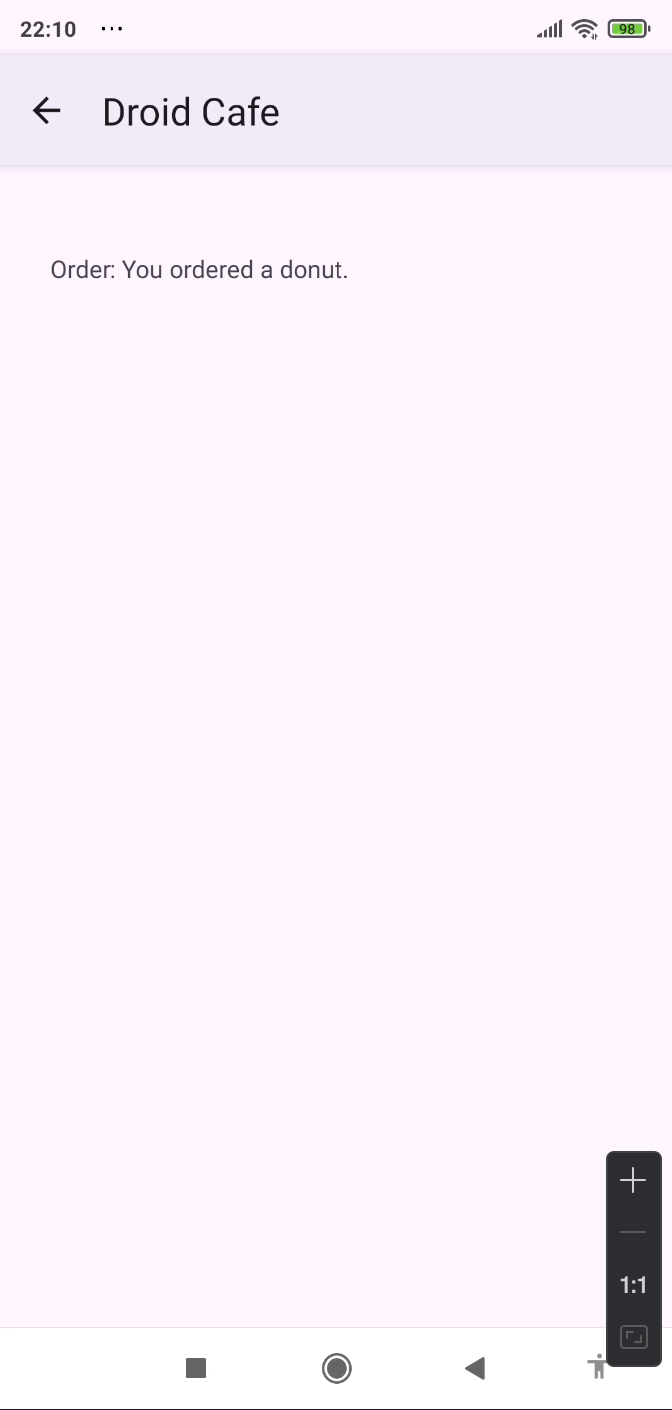 22:10 ...
98
Droid Cafe
Order: You ordered a donut.
1:1